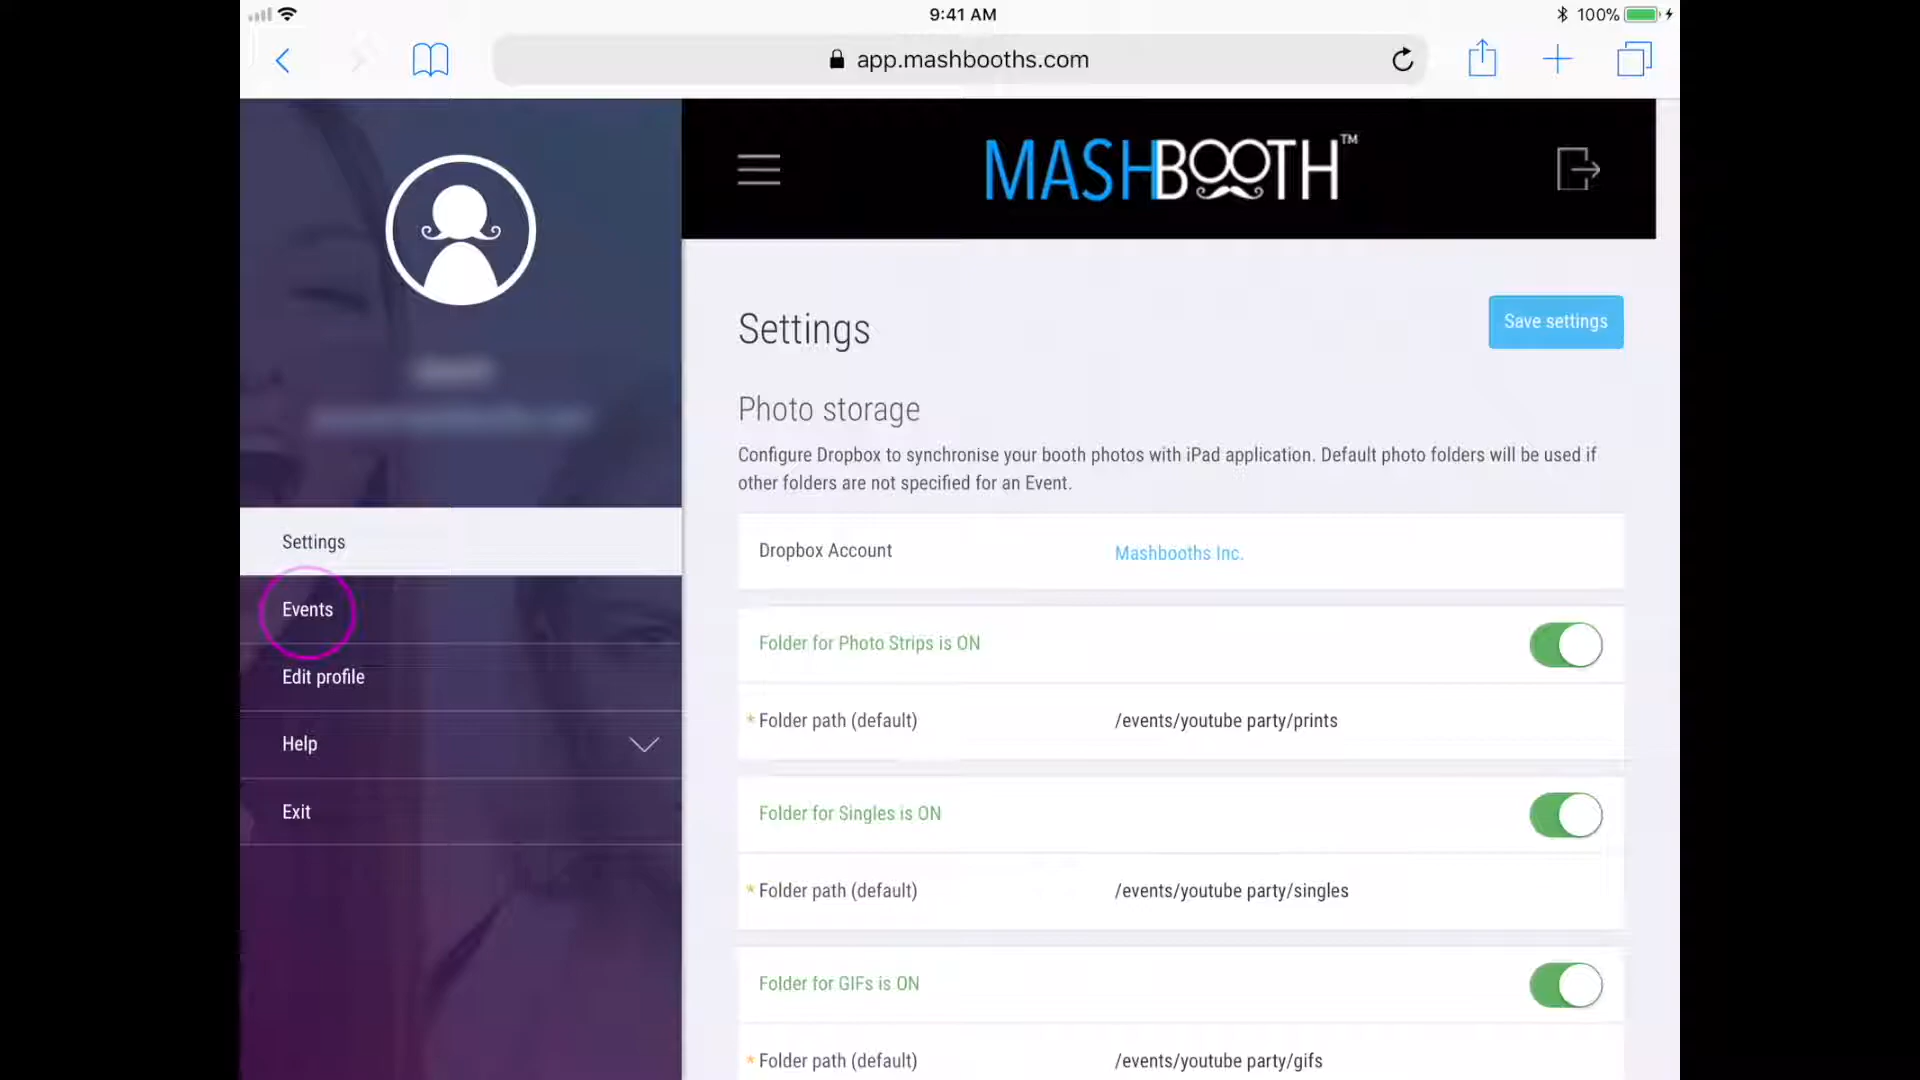 9:41 AM
100%
app.mashbooths.com
MASHBOOTH™
Settings
Save settings
Photo storage
Configure Dropbox to synchronise your booth photos with iPad application. Default photo folders will be used if
other folders are not specified for an Event.
Settings
Dropbox Account
Mashbooths Inc.
Events
Folder for Photo Strips is ON
Edit profile
* Folder path (default)
/events/youtube party/prints
Help
Exit
Folder for Singles is ON
* Folder path (default)
/events/youtube party/singles
Folder for GIFs is ON
* Folder path (default)
/events/youtube party/gifs